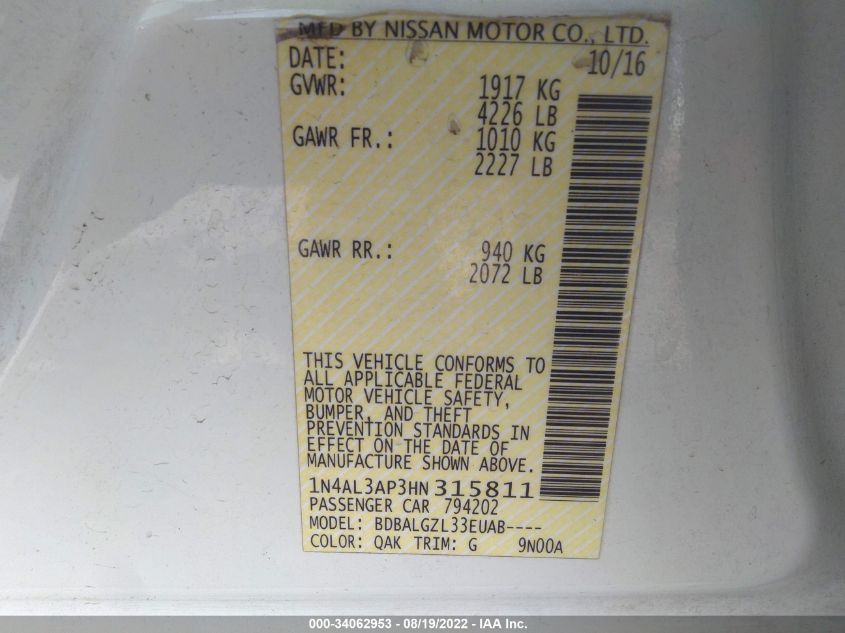 MFD BY NISSAN MOTOR CO., LTD.
DATE: 10/16
GVWR: 1917 KG
4226 LB
GAWR FR.: 1010 KG
2227 LB
GAWR RR.: 940 KG
2072 LB
THIS VEHICLE CONFORMS TO
ALL APPLICABLE FEDERAL
MOTOR VEHICLE SAFETY,
BUMPER, AND THEFT
PREVENTION STANDARDS IN
EFFECT ON THE DATE OF
MANUFACTURE SHOWN ABOVE.
1N4AL3AP3HN315811
PASSENGER CAR 794202
MODEL: BDBALGZL33EUAB----
COLOR: QAK TRIM: G 9N00A
000-34062953 - 08/19/2022 - IAA Inc.